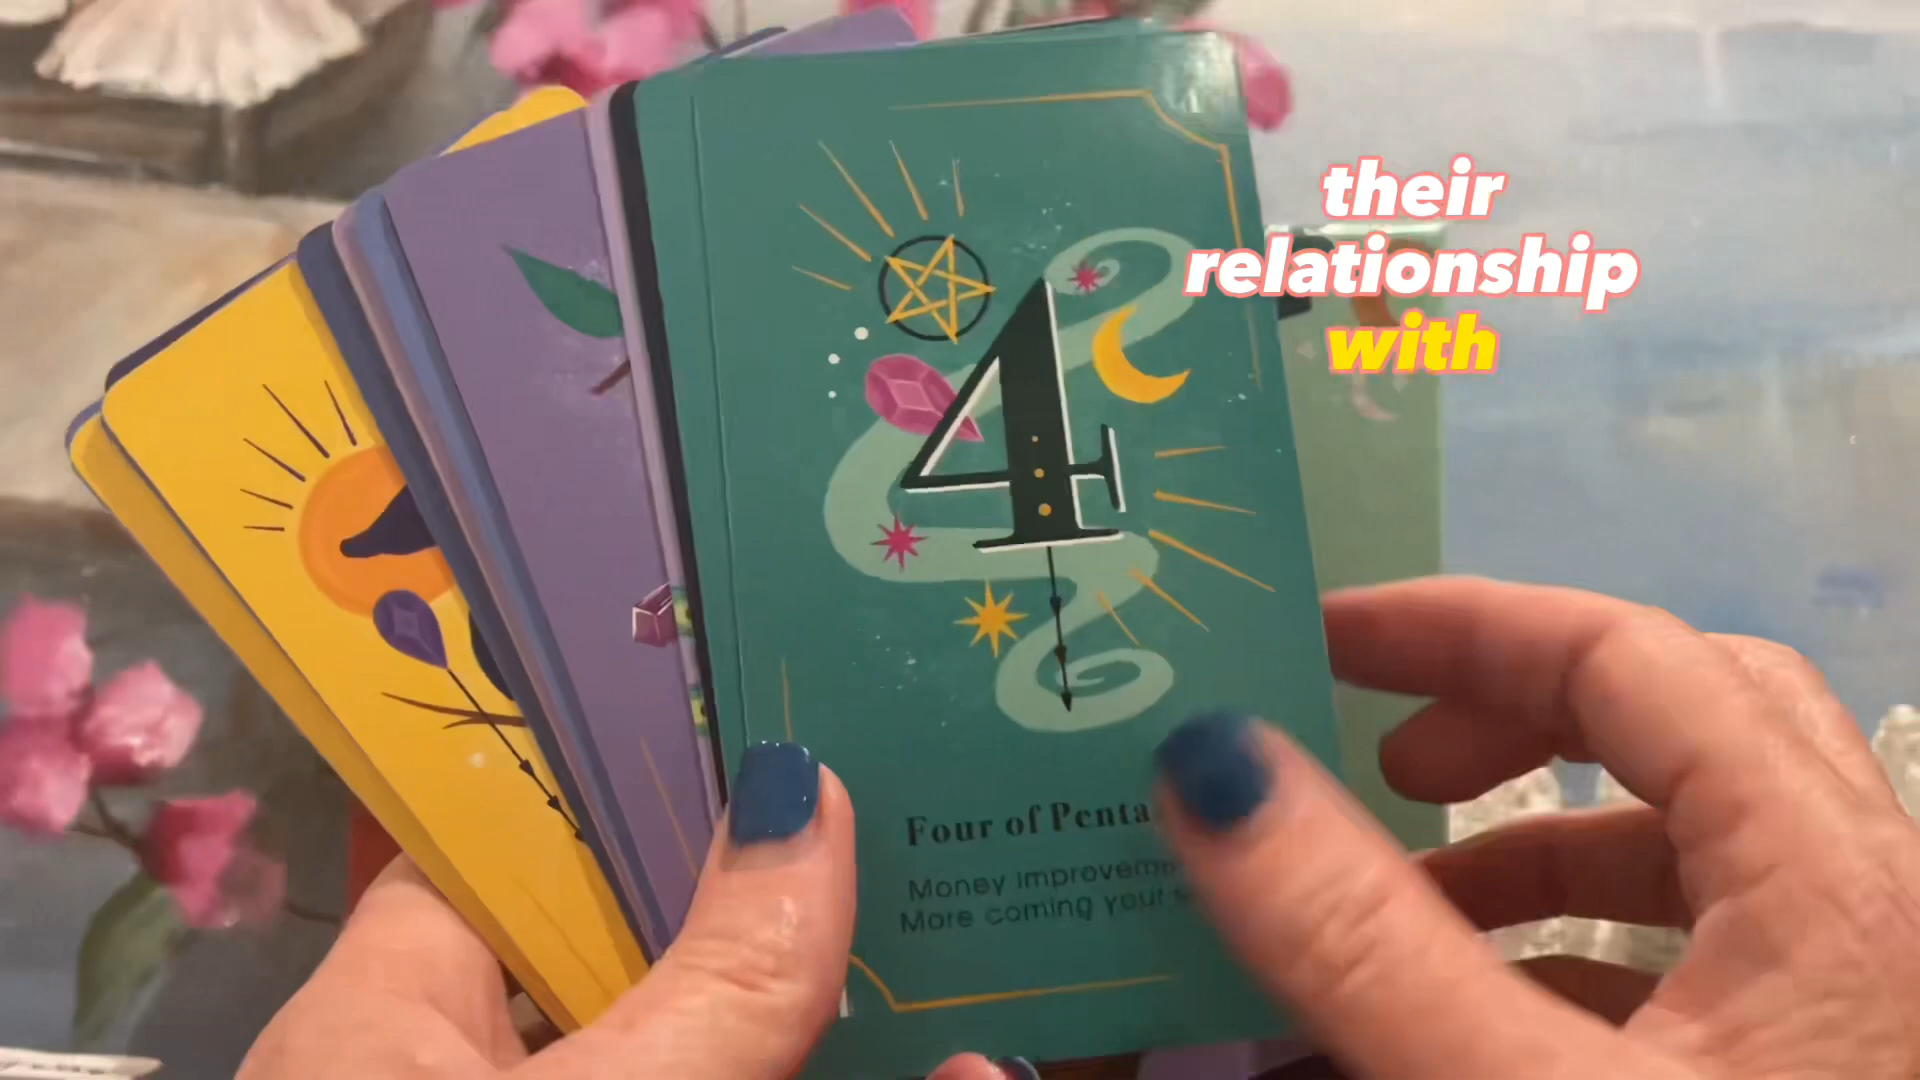 their
relationship
with
4
Four of Penta
Money improveme
More coming your